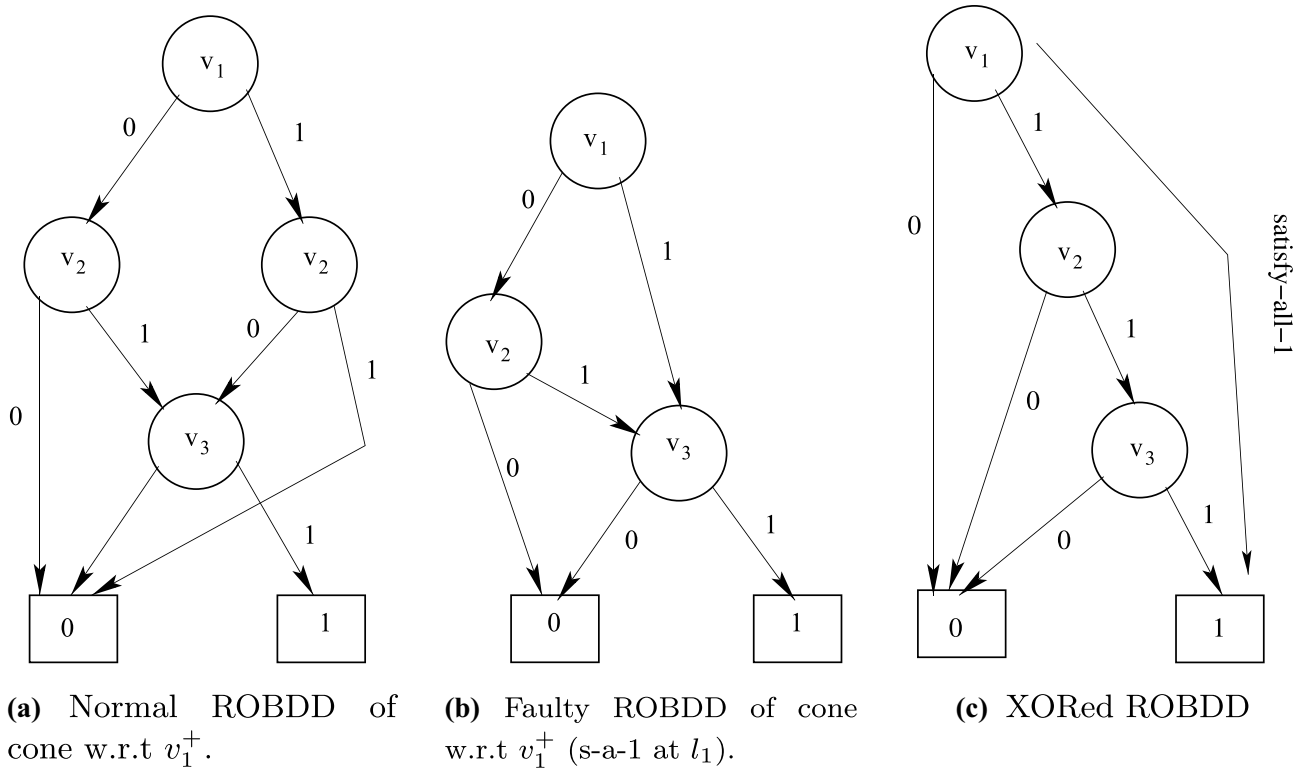 v1
0
1
v2
v2
0
1
0
1
v3
1
0
1
(a) Normal ROBDD of
cone w.r.t v1+.
v1
0
1
v2
1
v3
0
0
1
0
1
(b) Faulty ROBDD of cone
w.r.t v1+ (s-a-1 at l1).
v1
1
0
v2
satisfy-all-1
1
0
v3
1
0
0
1
(c) XORed ROBDD